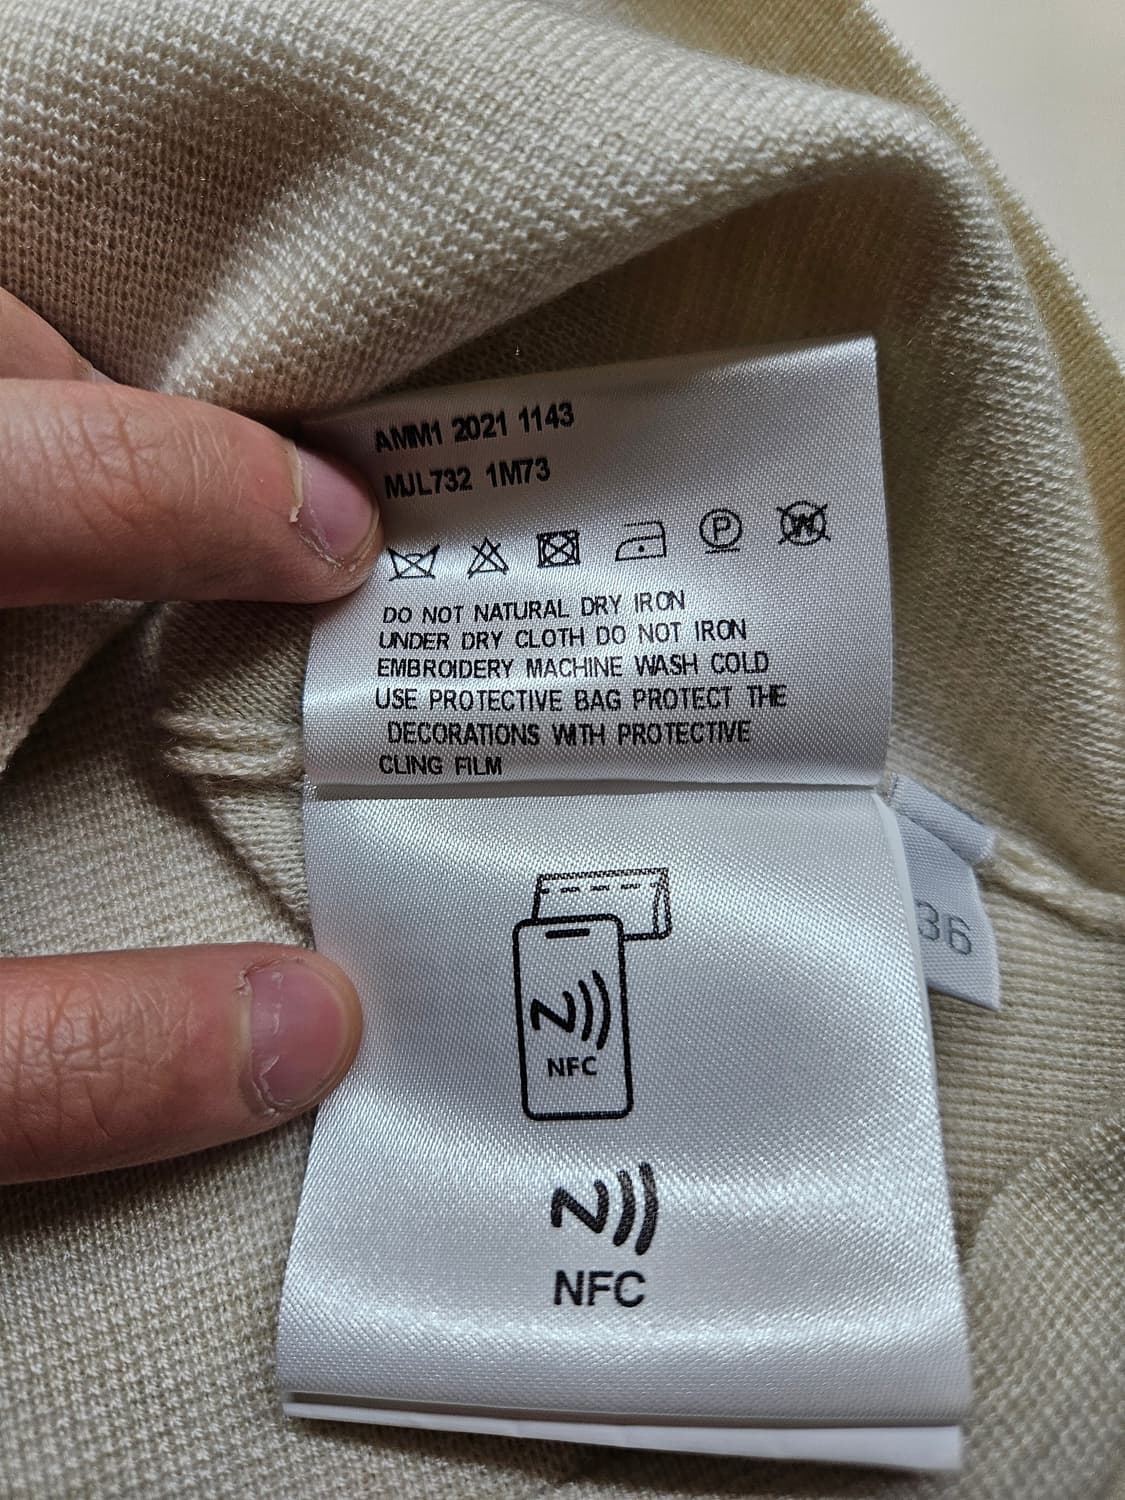 AMM1 2021 1143
MJL732 1M73
P
W
DO NOT NATURAL DRY IRON
UNDER DRY CLOTH DO NOT IRON
EMBROIDERY MACHINE WASH COLD
USE PROTECTIVE BAG PROTECT THE
DECORATIONS WITH PROTECTIVE
CLING FILM
36
N
NFC
N
NFC